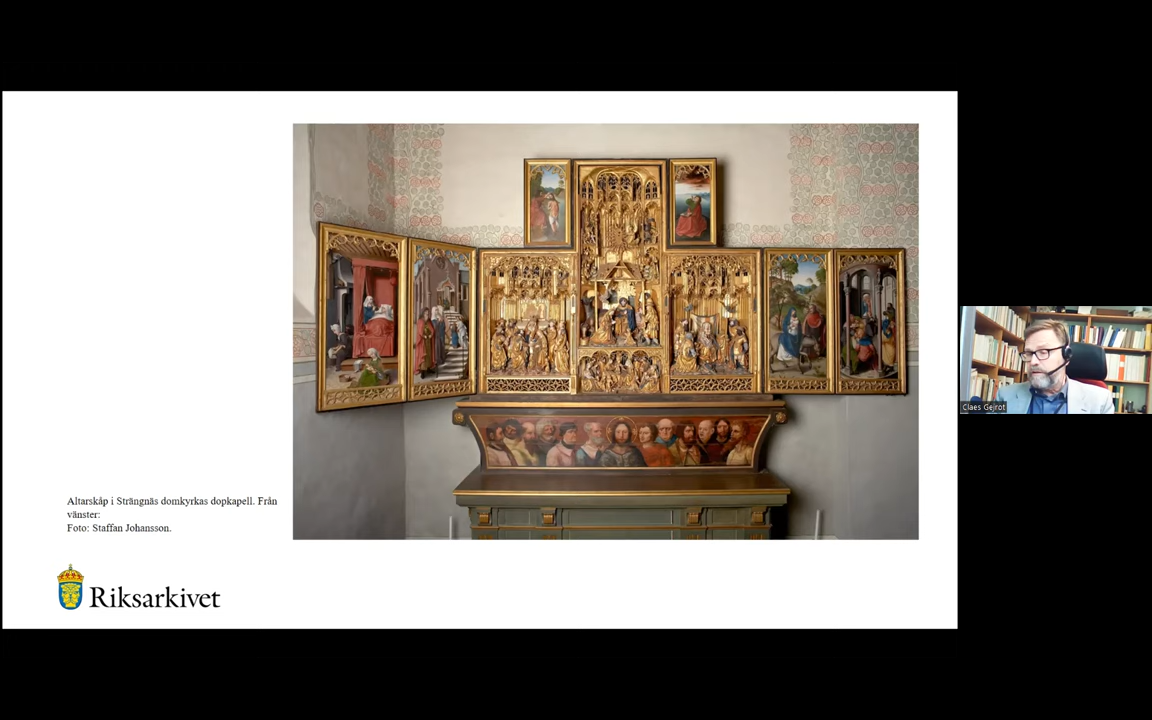 Altarskåp i Strängnäs domkyrkas dopkapell. Från
vänster:
Foto: Staffan Johansson.
Riksarkivet
Claes Gejrot